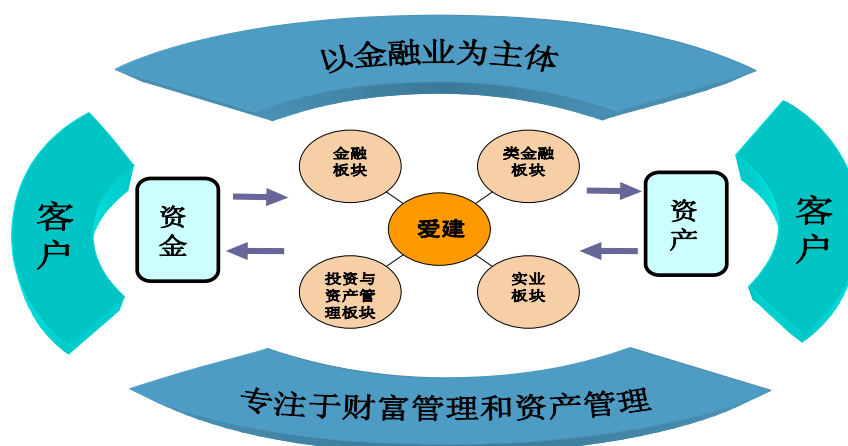 以金融业为主体
金融
板块
类金融
板块
客户
资
金
爱建
资
产
客户
投资与
资产管
理板块
实业
板块
专注于财富管理和资产管理